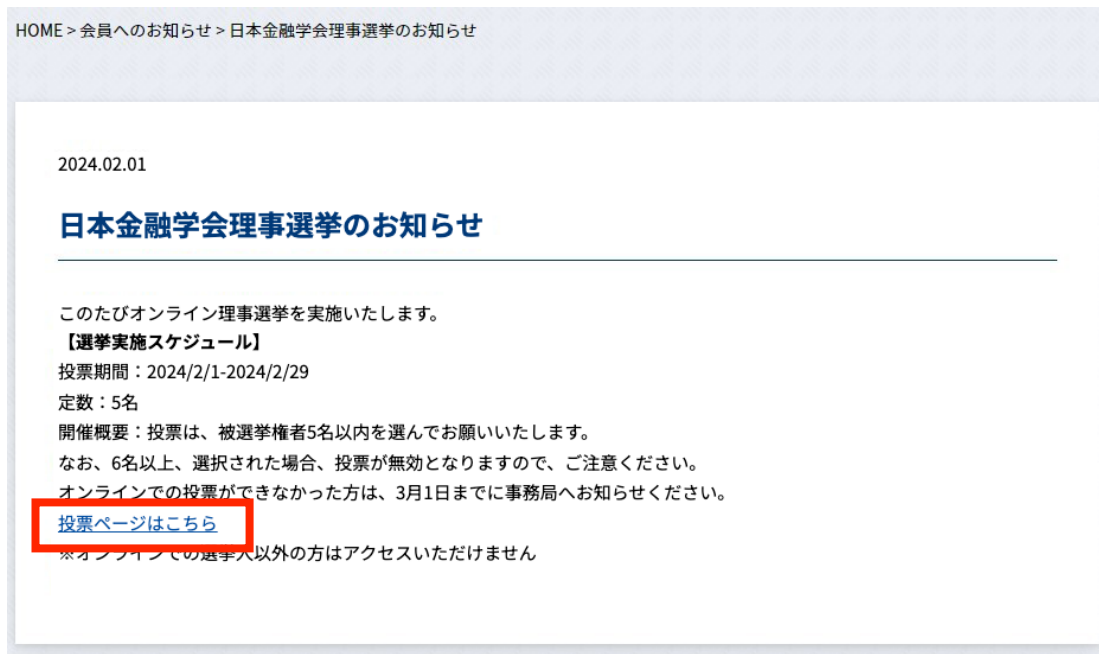 HOME > 会員へのお知らせ > 日本金融学会理事選挙のお知らせ
2024.02.01
日本金融学会理事選挙のお知らせ
このたびオンライン理事選挙を実施いたします。
【選挙実施スケジュール】
投票期間：2024/2/1-2024/2/29
定数：5名
開催概要：投票は、被選挙権者5名以内を選んでお願いいたします。
なお、6名以上、選択された場合、投票が無効となりますので、ご注意ください。
オンラインでの投票ができなかった方は、3月1日までに事務局へお知らせください。
投票ページはこちら
※オンラインでの選挙人以外の方はアクセスいただけません